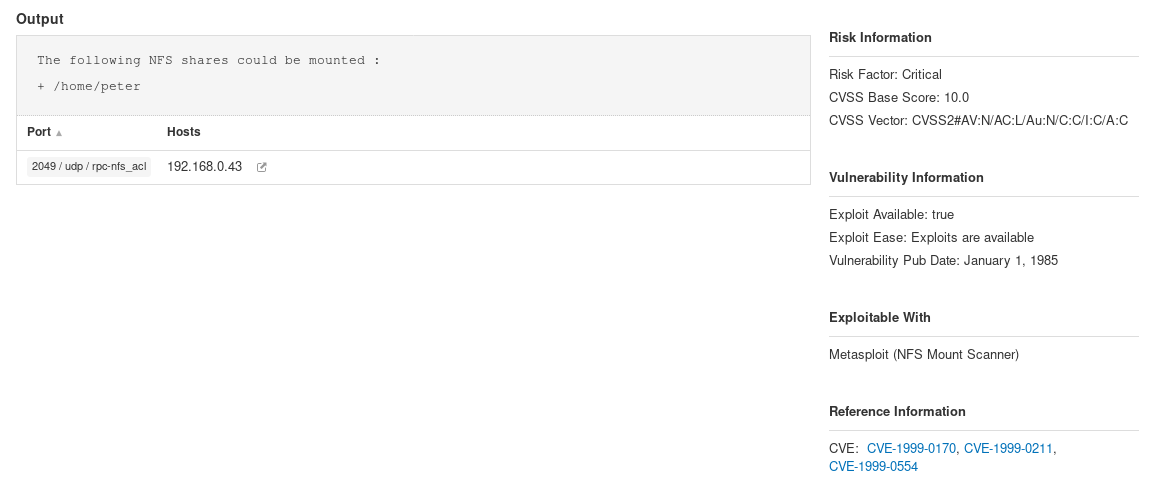 Output
The following NFS shares could be mounted :
+ /home/peter
Port ▲ Hosts
2049 / udp / rpc-nfs_acl 192.168.0.43
Risk Information
Risk Factor: Critical
CVSS Base Score: 10.0
CVSS Vector: CVSS2#AV:N/AC:L/Au:N/C:C/I:C/A:C
Vulnerability Information
Exploit Available: true
Exploit Ease: Exploits are available
Vulnerability Pub Date: January 1, 1985
Exploitable With
Metasploit (NFS Mount Scanner)
Reference Information
CVE: CVE-1999-0170, CVE-1999-0211,
CVE-1999-0554